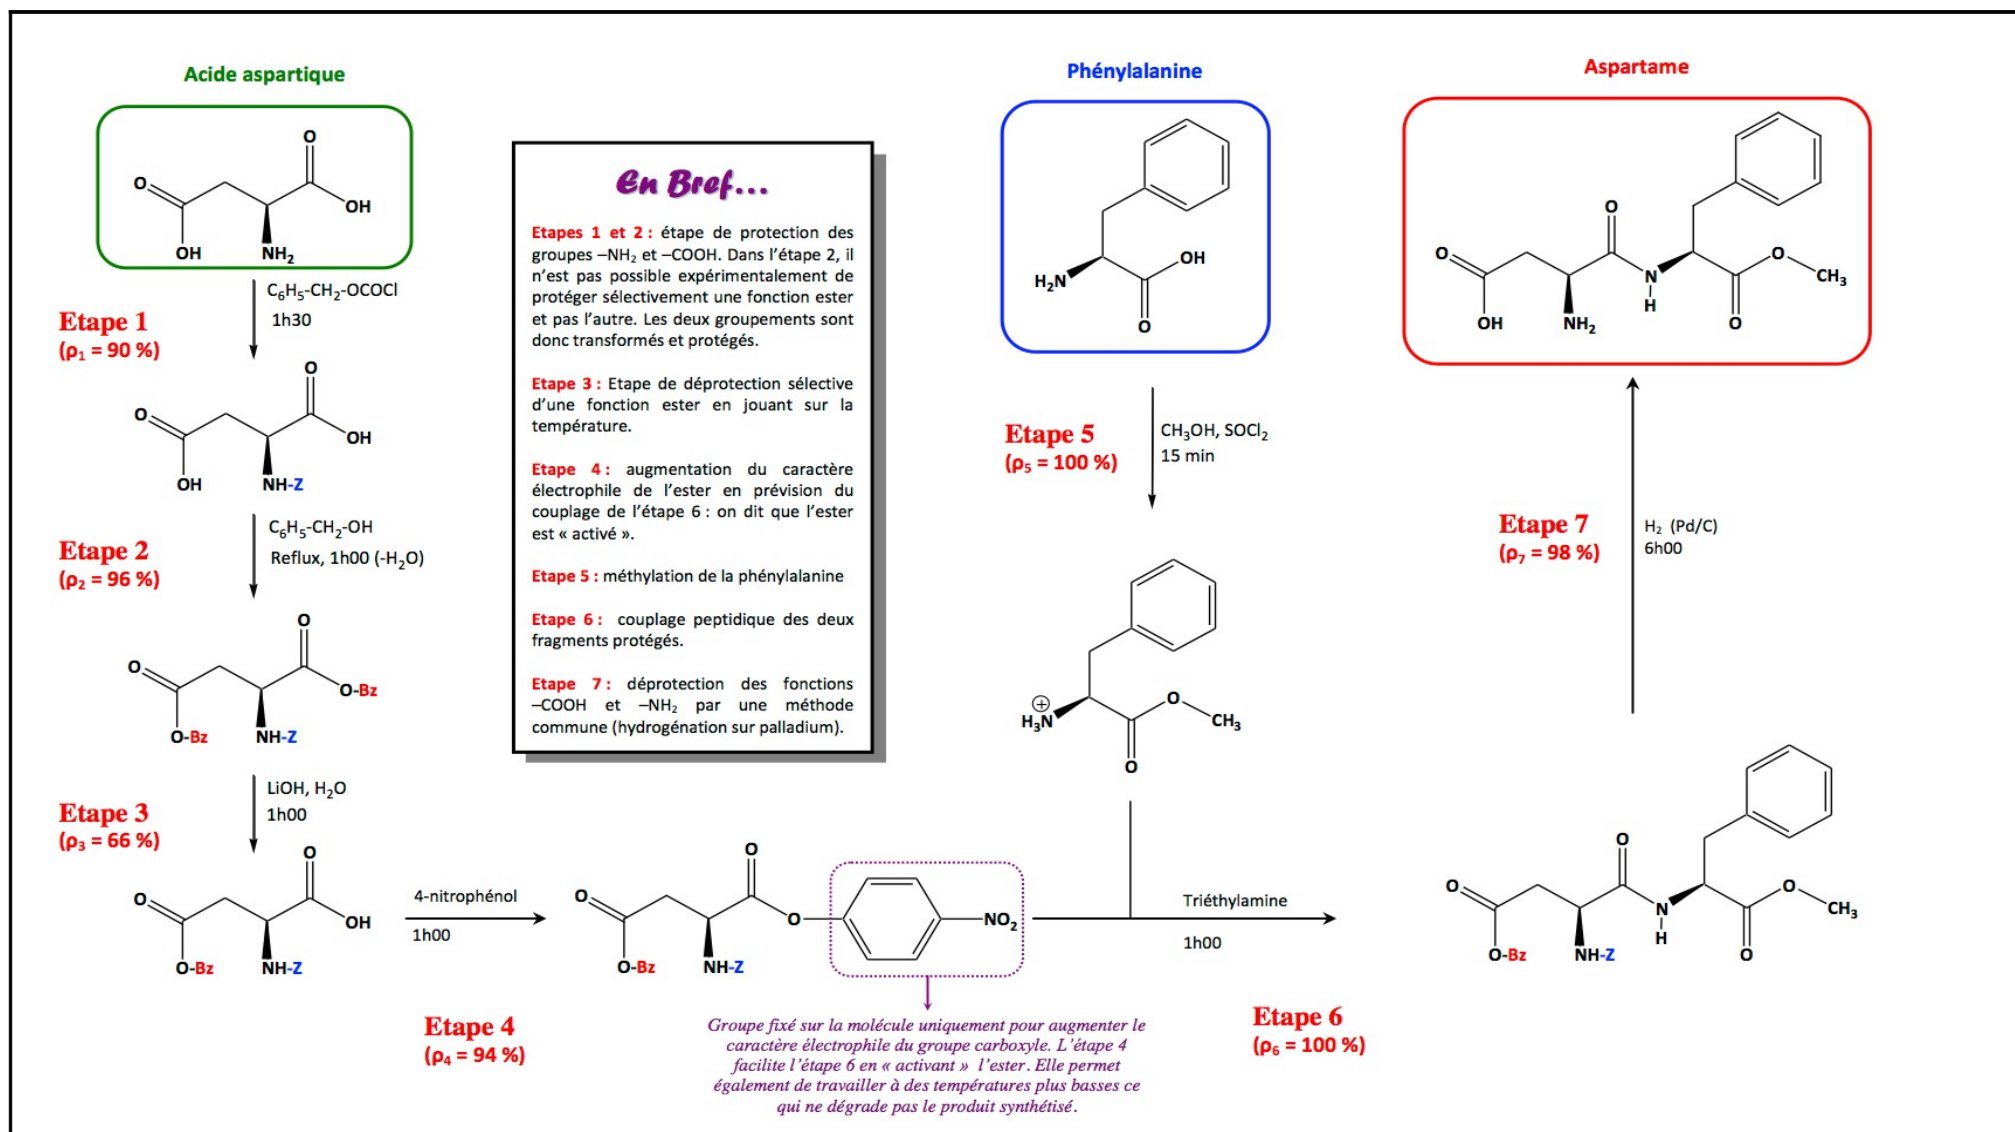 Acide aspartique
O
O
OH
OH
NH₂
C₆H₅-CH₂-OCOCl
1h30
Etape 1
(ρ₁ = 90 %)
O
O
OH
OH
NH-Z
C₆H₅-CH₂-OH
Reflux, 1h00 (-H₂O)
Etape 2
(ρ₂ = 96 %)
O
O
O-Bz
O-Bz
NH-Z
LiOH, H₂O
1h00
Etape 3
(ρ₃ = 66 %)
O
O
OH
O-Bz
NH-Z
4-nitrophénol
1h00
Etape 4
(ρ₄ = 94 %)
O
O
O
NO₂
O-Bz
NH-Z
Groupe fixé sur la molécule uniquement pour augmenter le
caractère électrophile du groupe carboxyle. L'étape 4
facilite l'étape 6 en « activant » l'ester. Elle permet
également de travailler à des températures plus basses ce
qui ne dégrade pas le produit synthétisé.
En Bref...
Etapes 1 et 2 : étape de protection des
groupes –NH₂ et –COOH. Dans l'étape 2, il
n'est pas possible expérimentalement de
protéger sélectivement une fonction ester
et pas l'autre. Les deux groupements sont
donc transformés et protégés.
Etape 3 : Etape de déprotection sélective
d'une fonction ester en jouant sur la
température.
Etape 4 : augmentation du caractère
électrophile de l'ester en prévision du
couplage de l'étape 6 : on dit que l'ester
est « activé ».
Etape 5 : méthylation de la phénylalanine
Etape 6 : couplage peptidique des deux
fragments protégés.
Etape 7 : déprotection des fonctions
–COOH et –NH₂ par une méthode
commune (hydrogénation sur palladium).
Phénylalanine
OH
H₂N
O
Etape 5
(ρ₅ = 100 %)
CH₃OH, SOCl₂
15 min
⊕
H₃N
O
CH₃
O
Triéthylamine
1h00
Etape 6
(ρ₆ = 100 %)
O
O
O
CH₃
N
H
O-Bz
NH-Z
O
Etape 7
(ρ₇ = 98 %)
H₂ (Pd/C)
6h00
Aspartame
O
O
O
CH₃
N
H
OH
NH₂
O